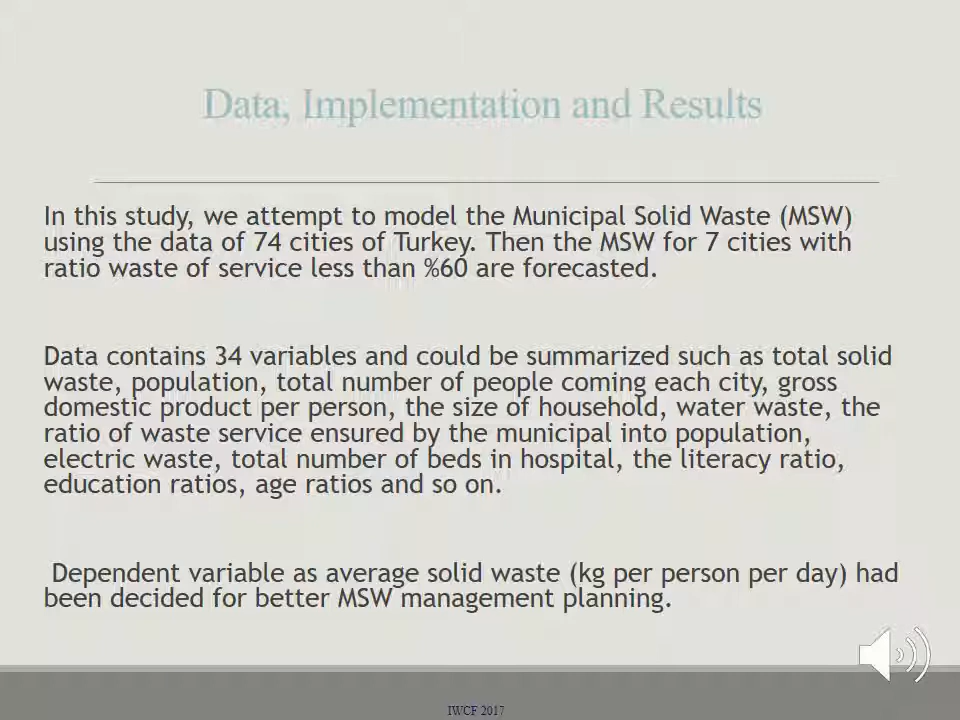 Data, Implementation and Results
In this study, we attempt to model the Municipal Solid Waste (MSW)
using the data of 74 cities of Turkey. Then the MSW for 7 cities with
ratio waste of service less than %60 are forecasted.
Data contains 34 variables and could be summarized such as total solid
waste, population, total number of people coming each city, gross
domestic product per person, the size of household, water waste, the
ratio of waste service ensured by the municipal into population,
electric waste, total number of beds in hospital, the literacy ratio,
education ratios, age ratios and so on.
Dependent variable as average solid waste (kg per person per day) had
been decided for better MSW management planning.
IWCF 2017